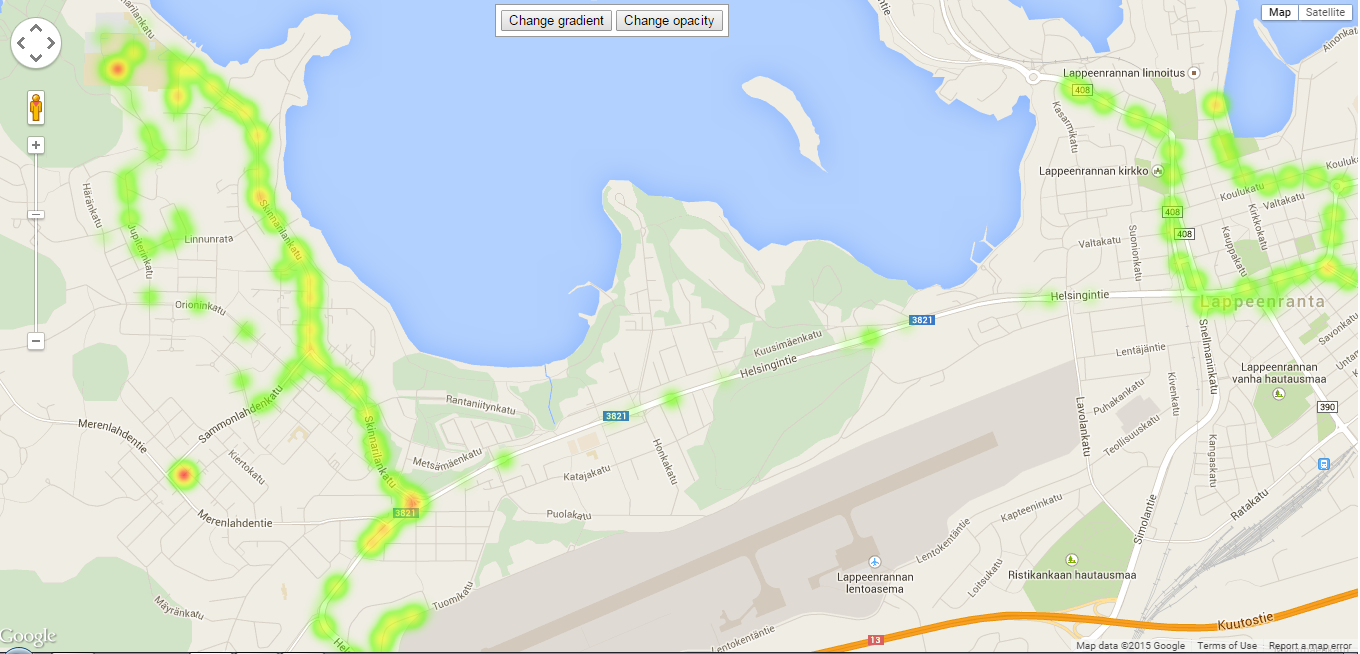 Change gradient Change opacity
Map Satellite
Skinnarilankatu
Lappeenrannan linnoitus
408
Kasarmikatu
Lappeenrannan kirkko
Koulukatu
Valtakatu
Häränkatu
Skinnarilankatu
Linnunrata
Jupiterinkatu
408
408
Valtakatu
Suonionkatu
Kauppakatu
Kirkkokatu
Orioninkatu
Helsingintie
Lappeenranta
3821
Kuusimäenkatu
Helsingintie
Snellmaninkatu
Savonkatu
Lentäjäntie
Lappeenrannan
vanha hautausmaa
Rantaniitynkatu
3821
Puhakankatu
Kivenkatu
Lavolankatu
Teollisuuskatu
390
Merenlahdentie
Sammonlahdenkatu
Skinnarilankatu
Kiertokatu
Metsämäenkatu
Katajakatu
Honkakatu
Kangaskatu
Merenlahdentie
3821
Puolakatu
Ratakatu
Kapteeninkatu
Simolantie
Lentokentäntie
Lappeenrannan
lentoasema
Loitsukatu
Ristikankaan hautausmaa
Mäyränkatu
Tuomikatu
Lentokentäntie
13
Kuutostie
Google
Map data ©2015 Google Terms of Use Report a map error